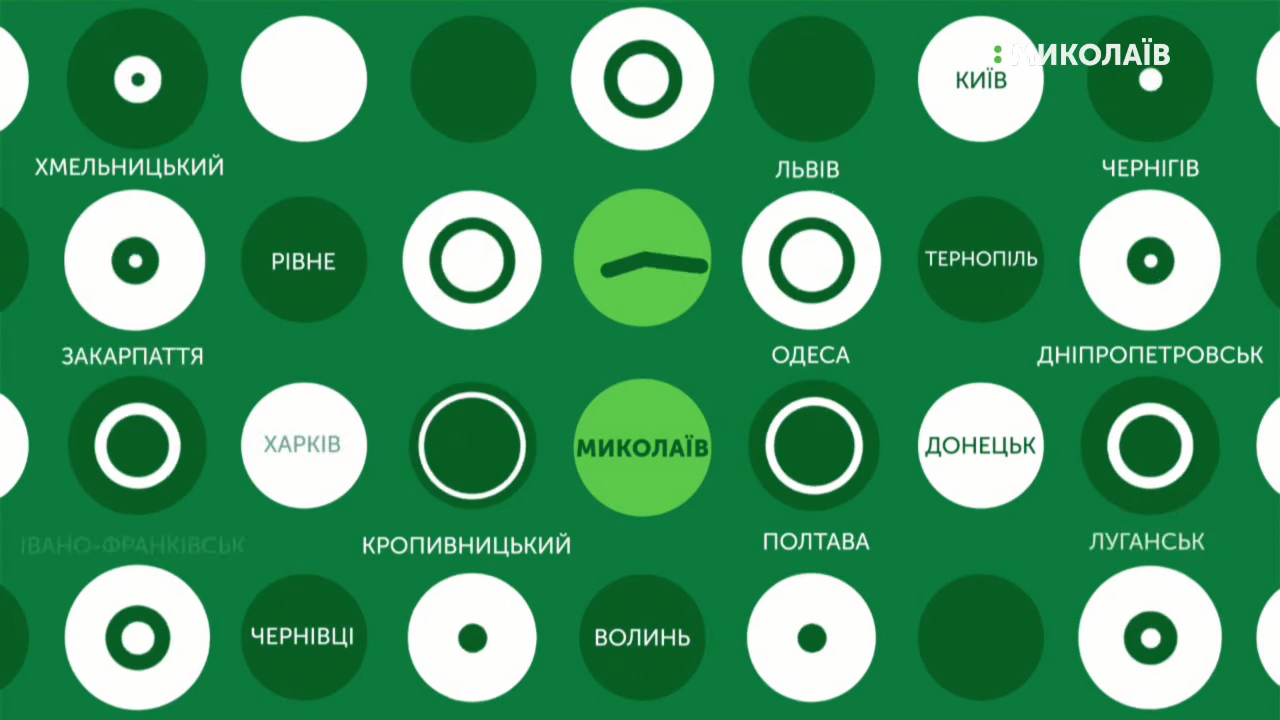 МИКОЛАЇВ
КИЇВ
ХМЕЛЬНИЦЬКИЙ
ЛЬВІВ
ЧЕРНІГІВ
РІВНЕ
ТЕРНОПІЛЬ
ЗАКАРПАТТЯ
ОДЕСА
ДНІПРОПЕТРОВСЬК
ХАРКІВ
МИКОЛАЇВ
ДОНЕЦЬК
ІВАНО-ФРАНКІВСЬК
КРОПИВНИЦЬКИЙ
ПОЛТАВА
ЛУГАНСЬК
ЧЕРНІВЦІ
ВОЛИНЬ